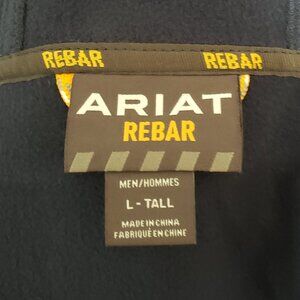 REBAR REBAR
ARIAT
REBAR
MEN/HOMMES
L - TALL
MADE IN CHINA
FABRIQUÉ EN CHINE